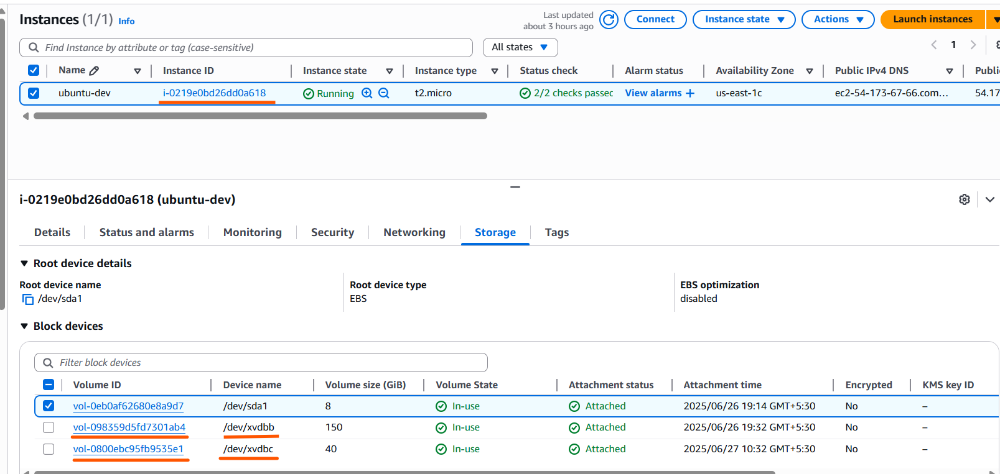 Instances (1/1) Info
Last updated
about 3 hours ago
Connect
Instance state
Actions
Launch instances
Find Instance by attribute or tag (case-sensitive)
All states
1
Name Instance ID Instance state Instance type Status check Alarm status Availability Zone Public IPv4 DNS Public
ubuntu-dev i-0219e0bd26dd0a618 Running t2.micro 2/2 checks passec View alarms + us-east-1c ec2-54-173-67-66.com... 54.17
i-0219e0bd26dd0a618 (ubuntu-dev)
Details Status and alarms Monitoring Security Networking Storage Tags
Root device details
Root device name Root device type EBS optimization
/dev/sda1 EBS disabled
Block devices
Filter block devices
Volume ID Device name Volume size (GiB) Volume State Attachment status Attachment time Encrypted KMS key ID
vol-0eb0af62680e8a9d7 /dev/sda1 8 In-use Attached 2025/06/26 19:14 GMT+5:30 No –
vol-098359d5fd7301ab4 /dev/xvdbb 150 In-use Attached 2025/06/26 19:32 GMT+5:30 No –
vol-0800ebc95fb9535e1 /dev/xvdbc 40 In-use Attached 2025/06/27 10:32 GMT+5:30 No –